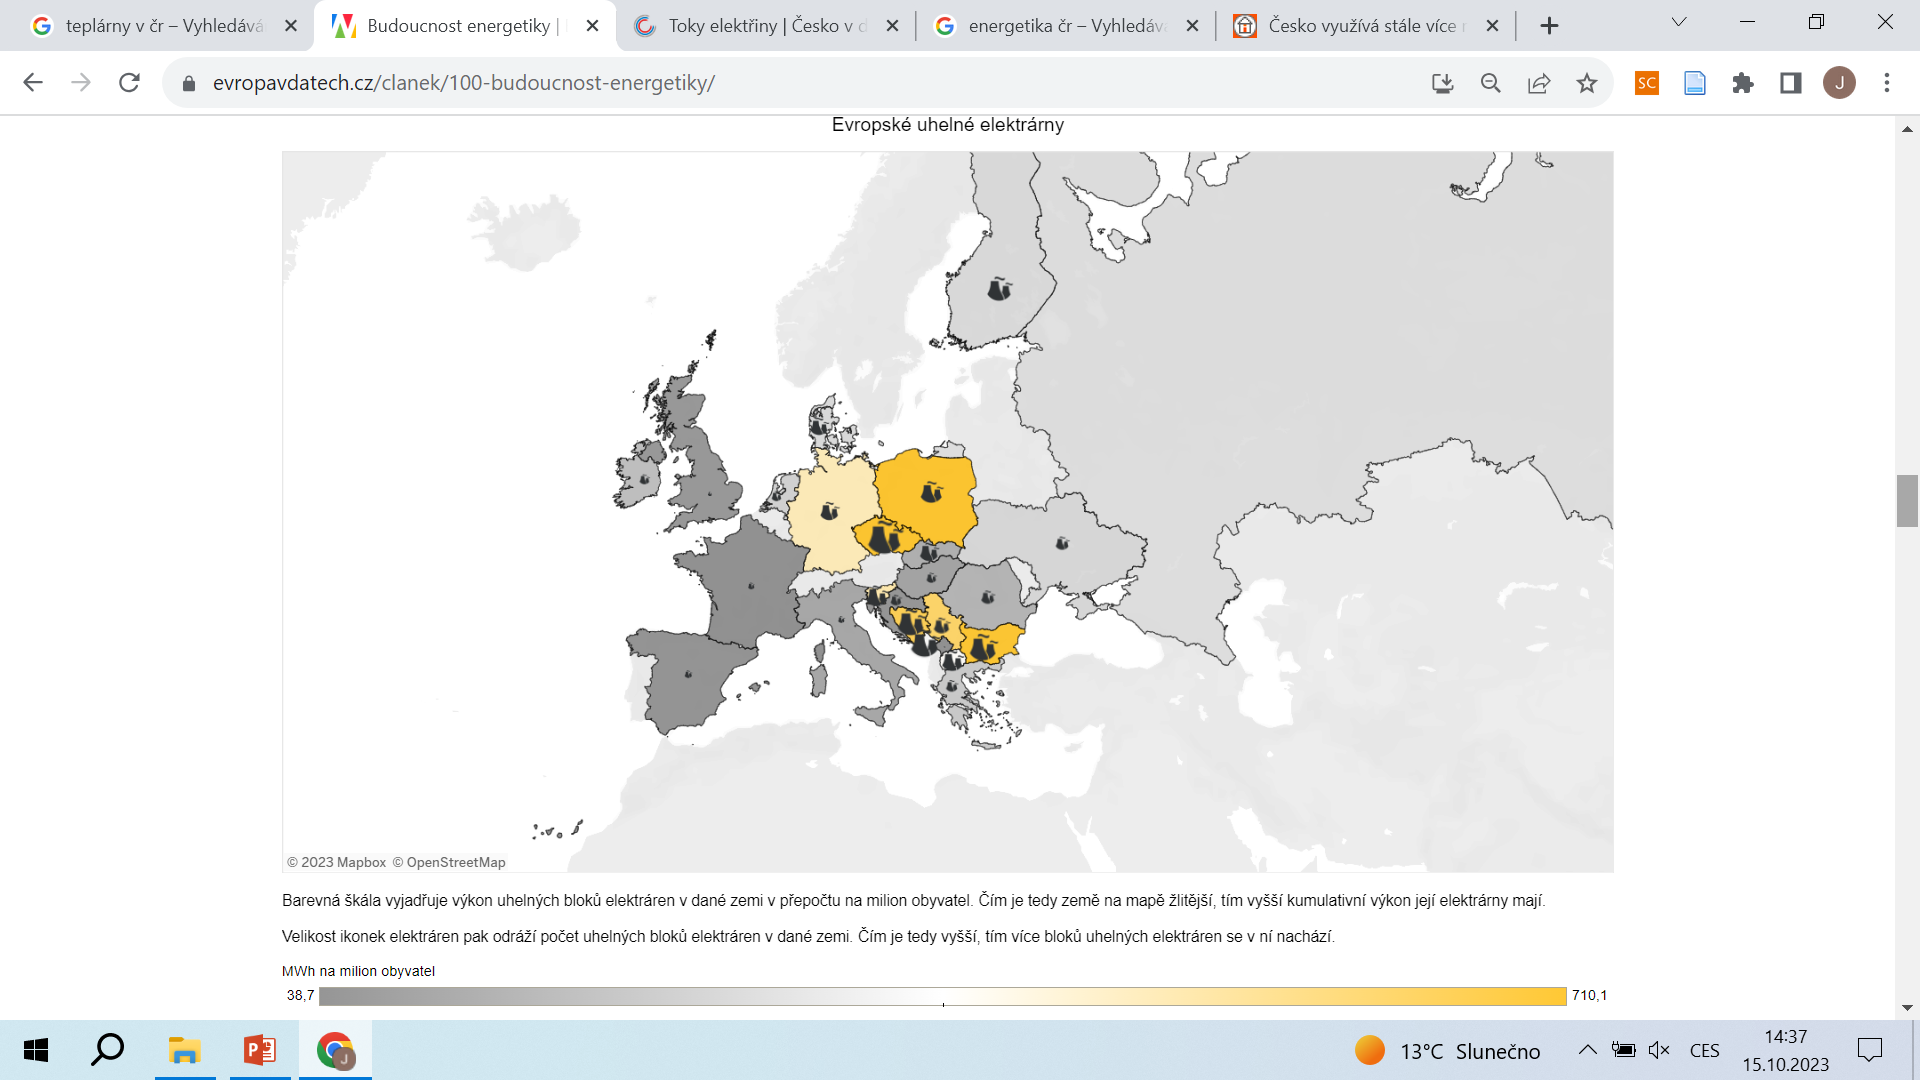 teplárny v čr – Vyhledává
Budoucnost energetiky |
Toky elektřiny | Česko v d
energetika čr – Vyhledáva
Česko využívá stále více
evropavdatech.cz/clanek/100-budoucnost-energetiky/
SC
J
Evropské uhelné elektrárny
© 2023 Mapbox © OpenStreetMap
Barevná škála vyjadřuje výkon uhelných bloků elektráren v dané zemi v přepočtu na milion obyvatel. Čím je tedy země na mapě žlitější, tím vyšší kumulativní výkon její elektrárny mají.
Velikost ikonek elektráren pak odráží počet uhelných bloků elektráren v dané zemi. Čím je tedy vyšší, tím více bloků uhelných elektráren se v ní nachází.
MWh na milion obyvatel
38,7
710,1
13°C Slunečno
CES
14:37
15.10.2023